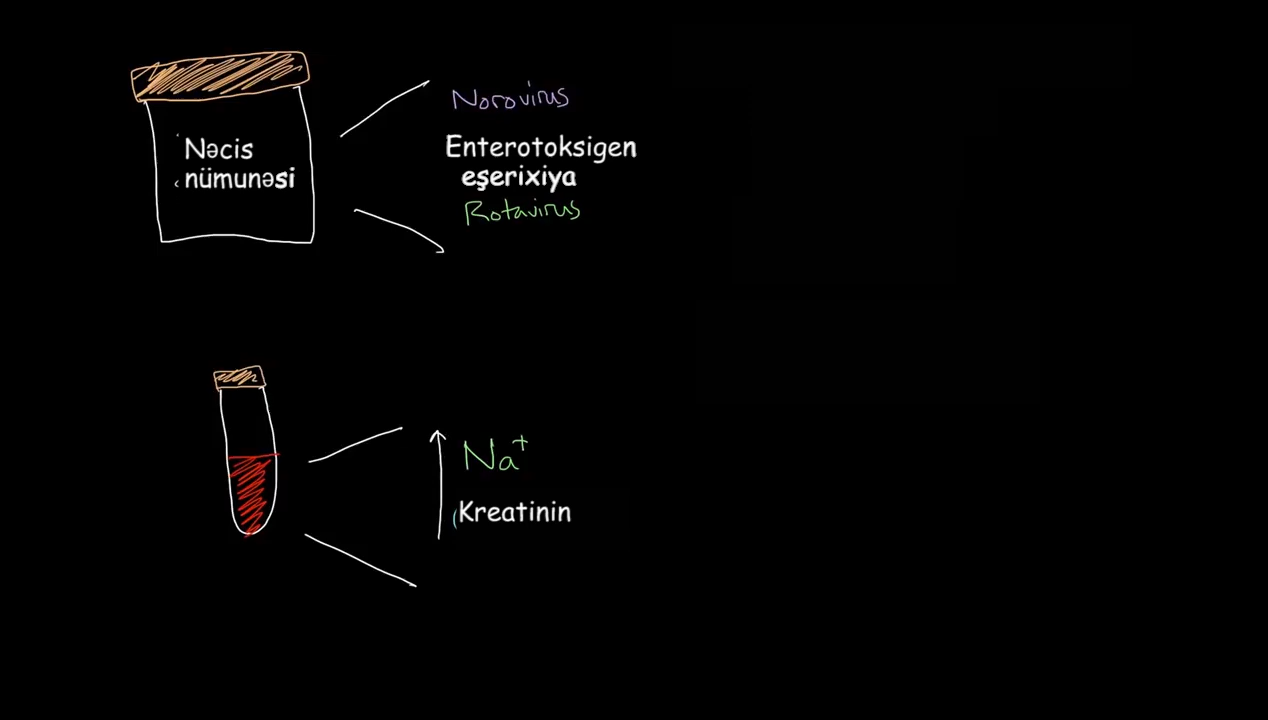 Nəcis
nümunəsi
Norovirus
Enterotoksigen
eşerixiya
Rotavirus
Na⁺
Kreatinin